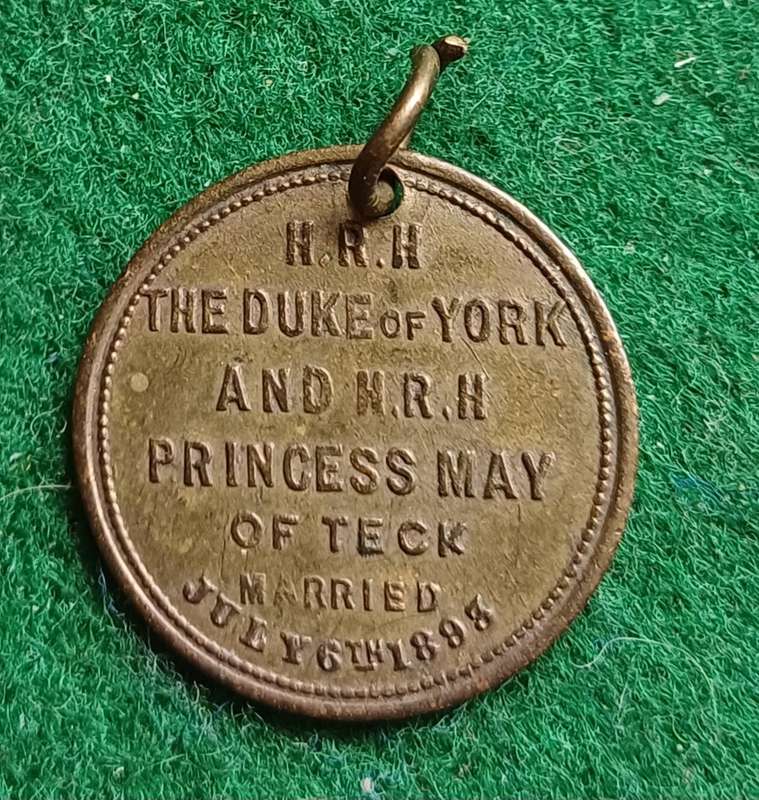 H.R.H
THE DUKE OF YORK
AND H.R.H
PRINCESS MAY
OF TECK
MARRIED
JULY 6TH 1893